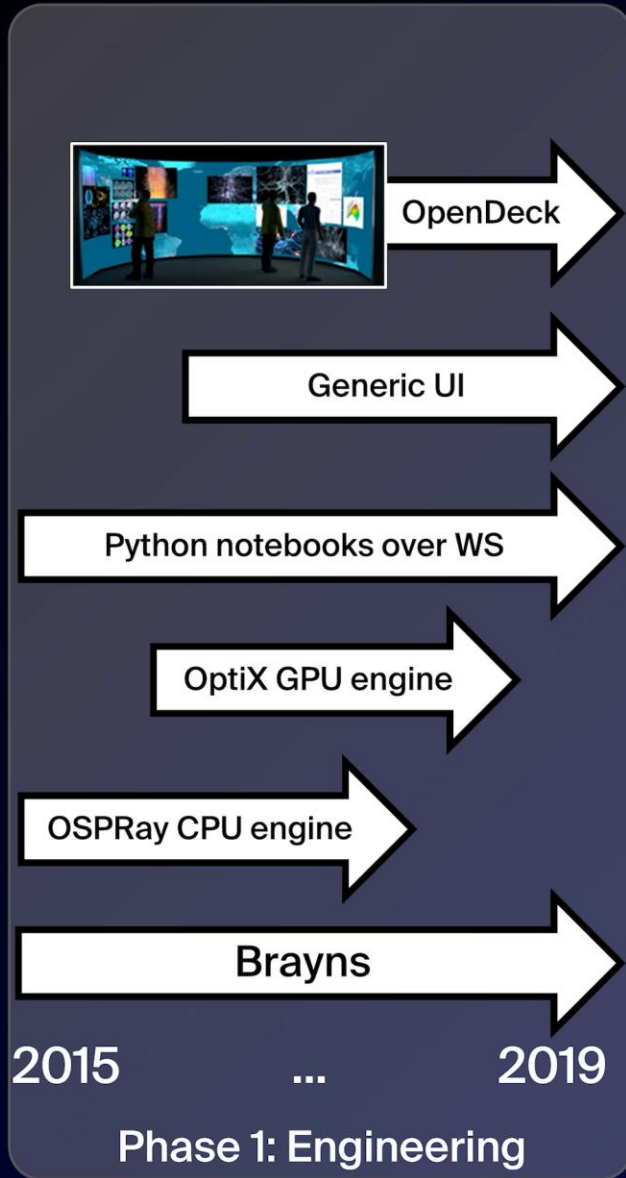 OpenDeck
Generic UI
Python notebooks over WS
OptiX GPU engine
OSPRay CPU engine
Brayns
2015 ... 2019
Phase 1: Engineering